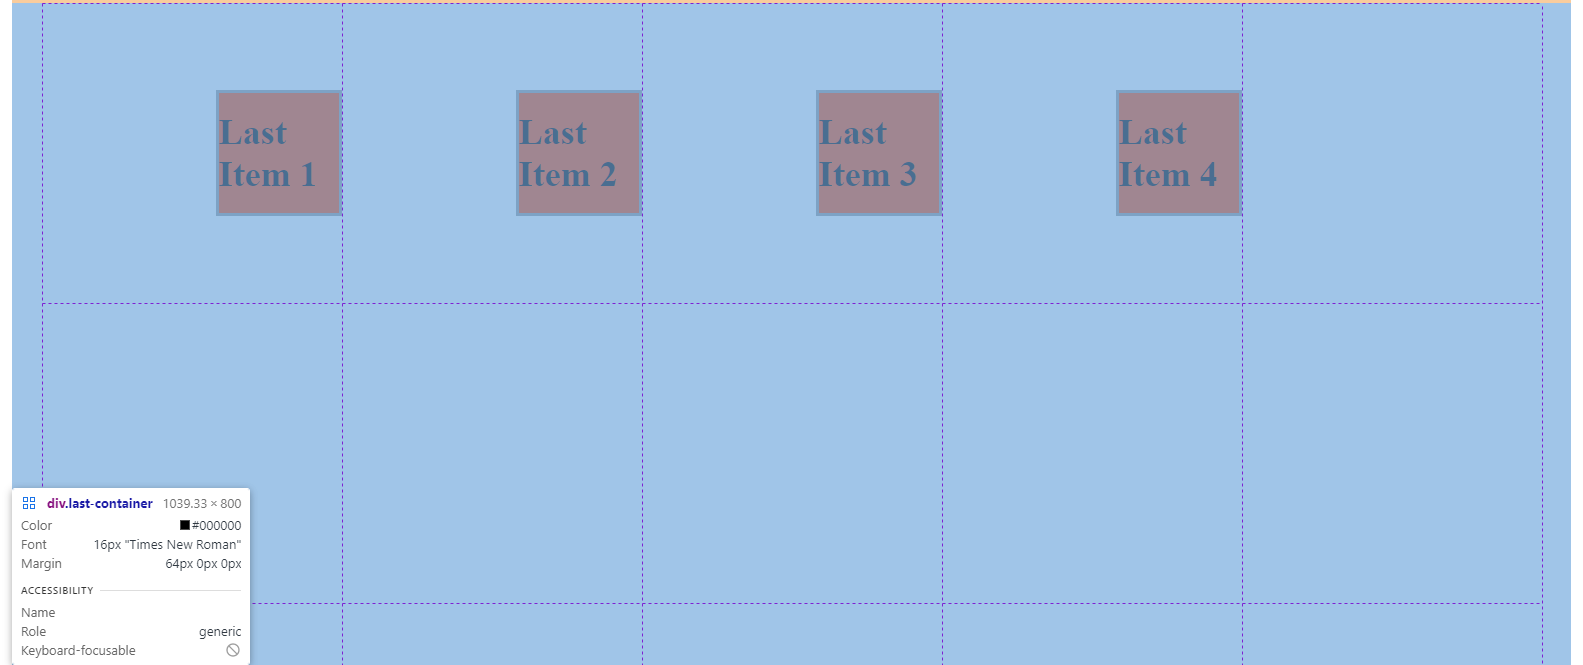 Last
Item 1
Last
Item 2
Last
Item 3
Last
Item 4
div.last-container 1039.33 × 800
Color #000000
Font 16px "Times New Roman"
Margin 64px 0px 0px
ACCESSIBILITY
Name
Role generic
Keyboard-focusable